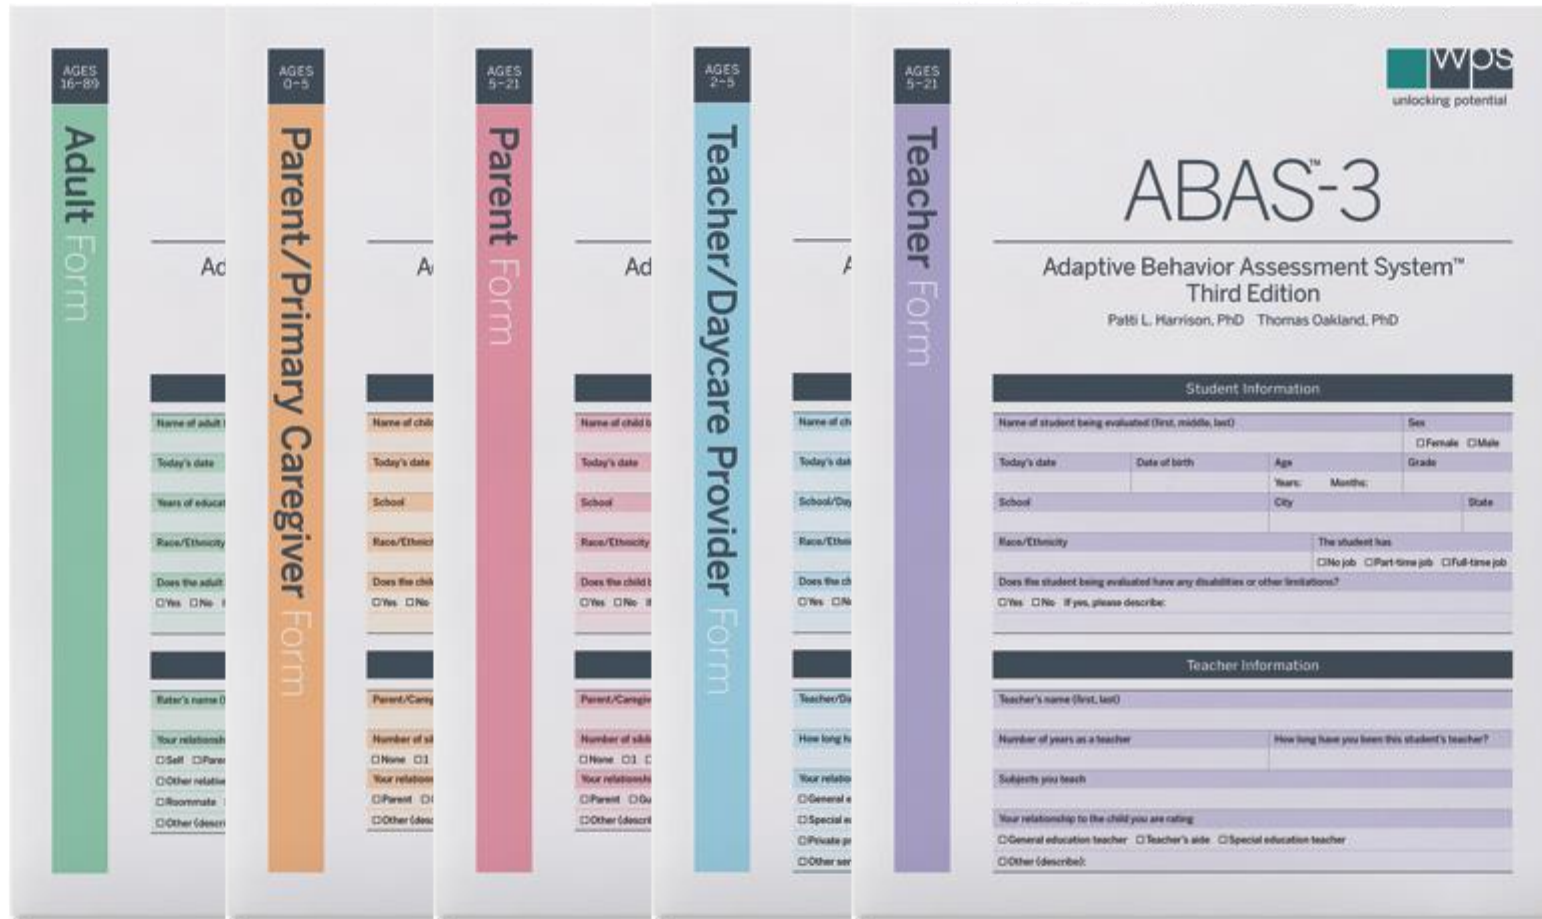 AGES
16–89
Adult Form
Ad
Name of adult
Today's date
Years of educat
Race/Ethnicity
Does the adult
Yes No
Rater's name
Your relationsh
Self Pare
Other relative
Roommate
Other (descri
AGES
0–5
Parent/Primary Caregiver Form
A
Name of chil
Today's date
School
Race/Ethnici
Does the chil
Yes No
Parent/Careg
Number of si
None 1
Your relation
Parent
Other (desc
AGES
5–21
Parent Form
Ad
Name of child b
Today's date
School
Race/Ethnicity
Does the child b
Yes No
Parent/Caregiv
Number of sibli
None 1
Your relationsh
Parent Gu
Other (descri
AGES
2–5
Teacher/Daycare Provider Form
A
Name of ch
Today's dat
School/Day
Race/Ethni
Does the ch
Yes No
Teacher/Da
How long ha
Your relatio
General e
Special ed
Private pr
Other ser
AGES
5–21
Teacher Form
wps
unlocking potential
ABAS™-3
Adaptive Behavior Assessment System™
Third Edition
Patti L. Harrison, PhD Thomas Oakland, PhD
Student Information
Name of student being evaluated (first, middle, last) Sex
Female Male
Today's date Date of birth Age Grade
Years: Months:
School City State
Race/Ethnicity The student has
No job Part-time job Full-time job
Does the student being evaluated have any disabilities or other limitations?
Yes No If yes, please describe:
Teacher Information
Teacher's name (first, last)
Number of years as a teacher How long have you been this student's teacher?
Subjects you teach
Your relationship to the child you are rating
General education teacher Teacher's aide Special education teacher
Other (describe):